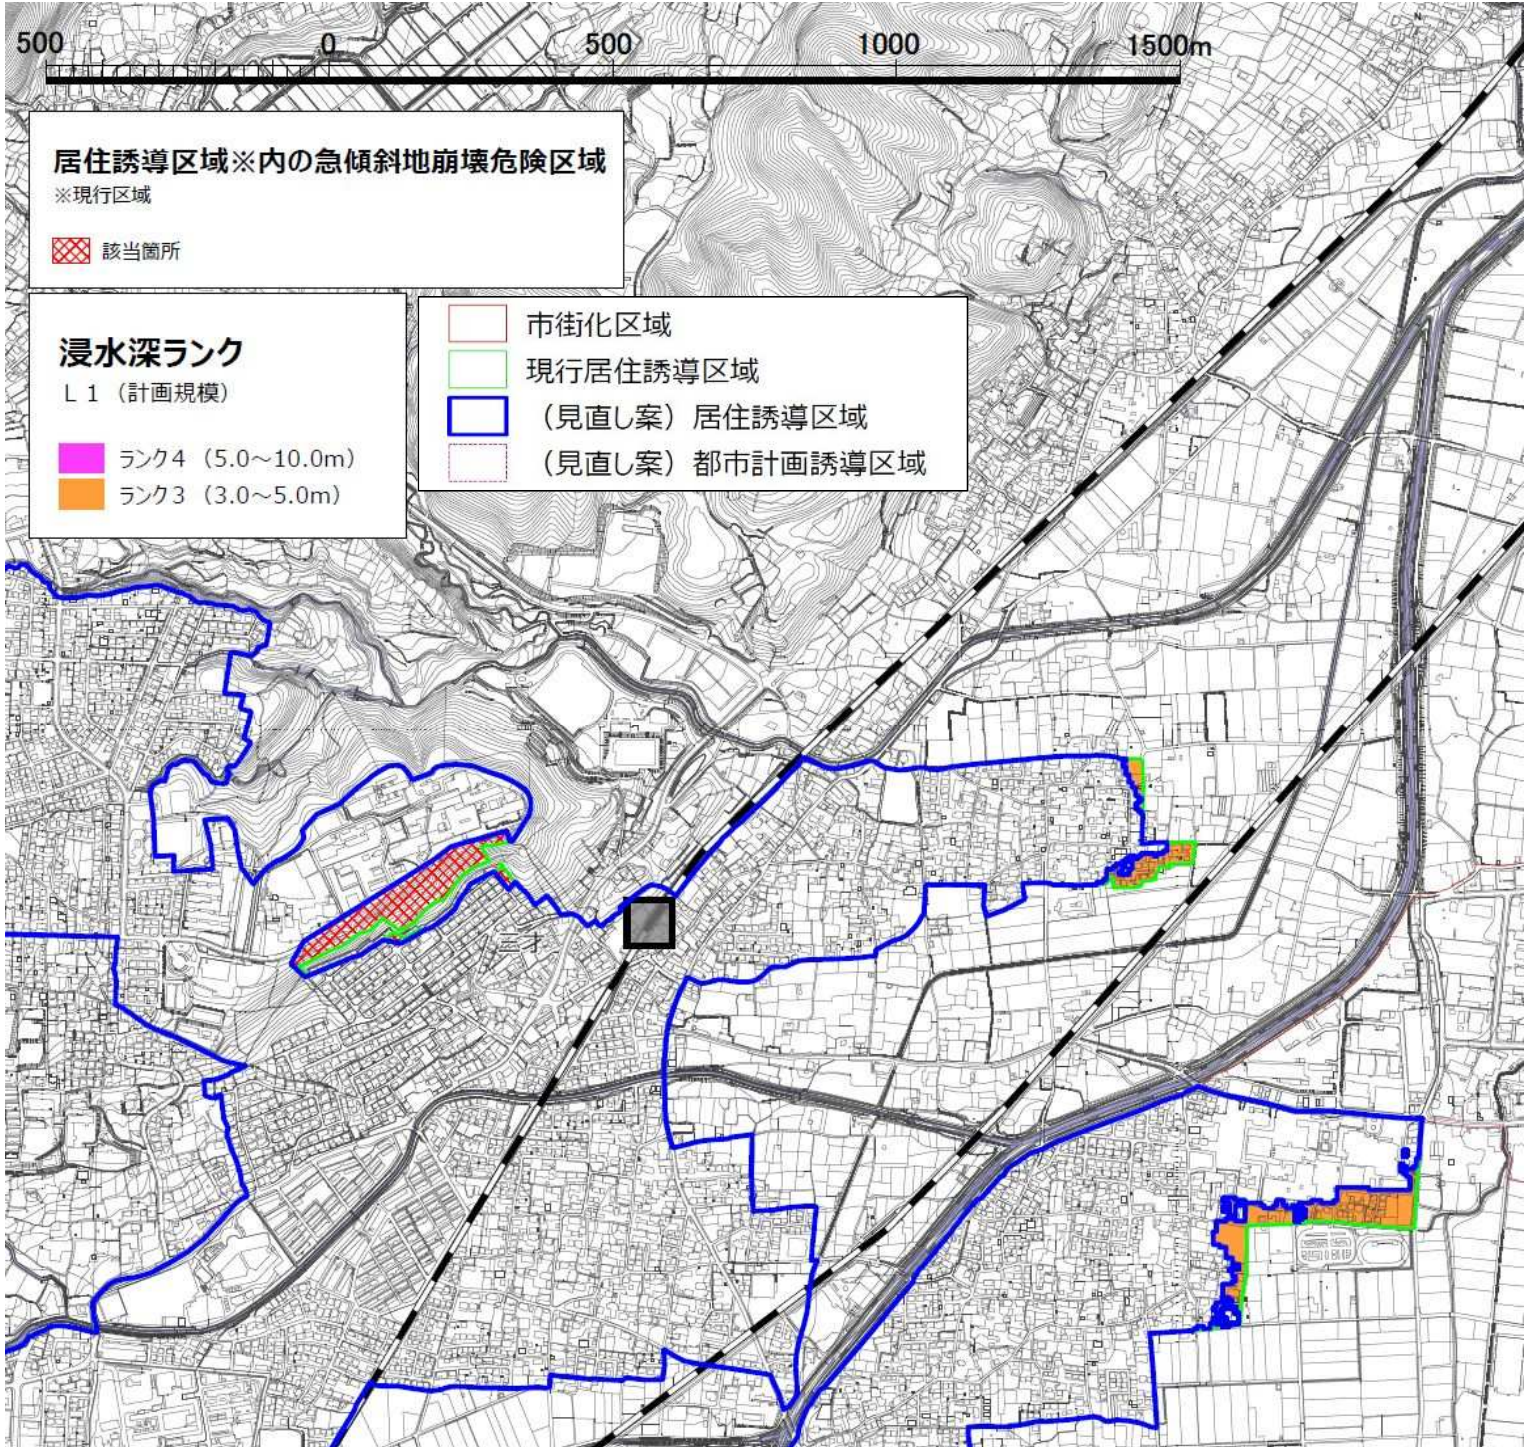 500 0 500 1000 1500m
居住誘導区域※内の急傾斜地崩壊危険区域
※現行区域
該当箇所
浸水深ランク
L 1 (計画規模)
ランク4 (5.0～10.0m)
ランク3 (3.0～5.0m)
市街化区域
現行居住誘導区域
(見直し案) 居住誘導区域
(見直し案) 都市計画誘導区域
三才